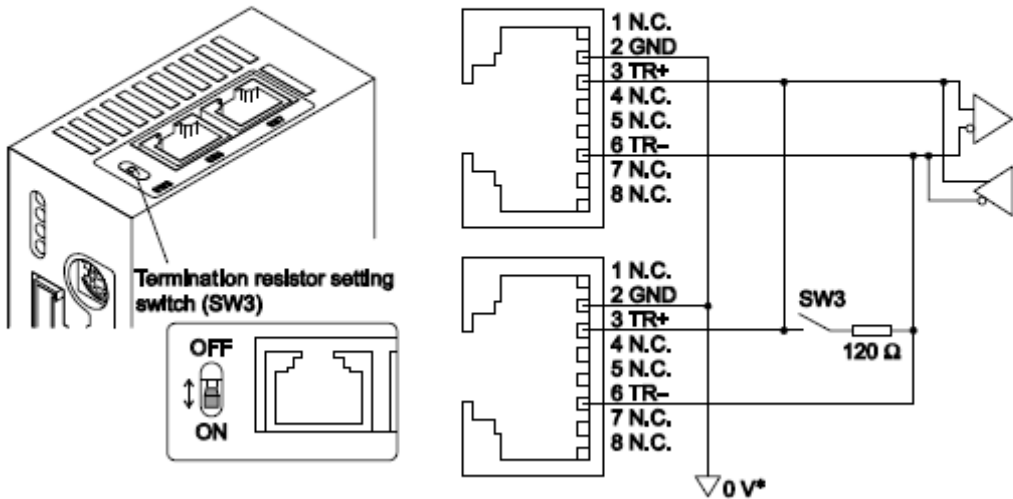 Termination resistor setting
switch (SW3)
OFF
ON
1 N.C.
2 GND
3 TR+
4 N.C.
5 N.C.
6 TR−
7 N.C.
8 N.C.
1 N.C.
2 GND
3 TR+
4 N.C.
5 N.C.
6 TR−
7 N.C.
8 N.C.
SW3
120 Ω
0 V*